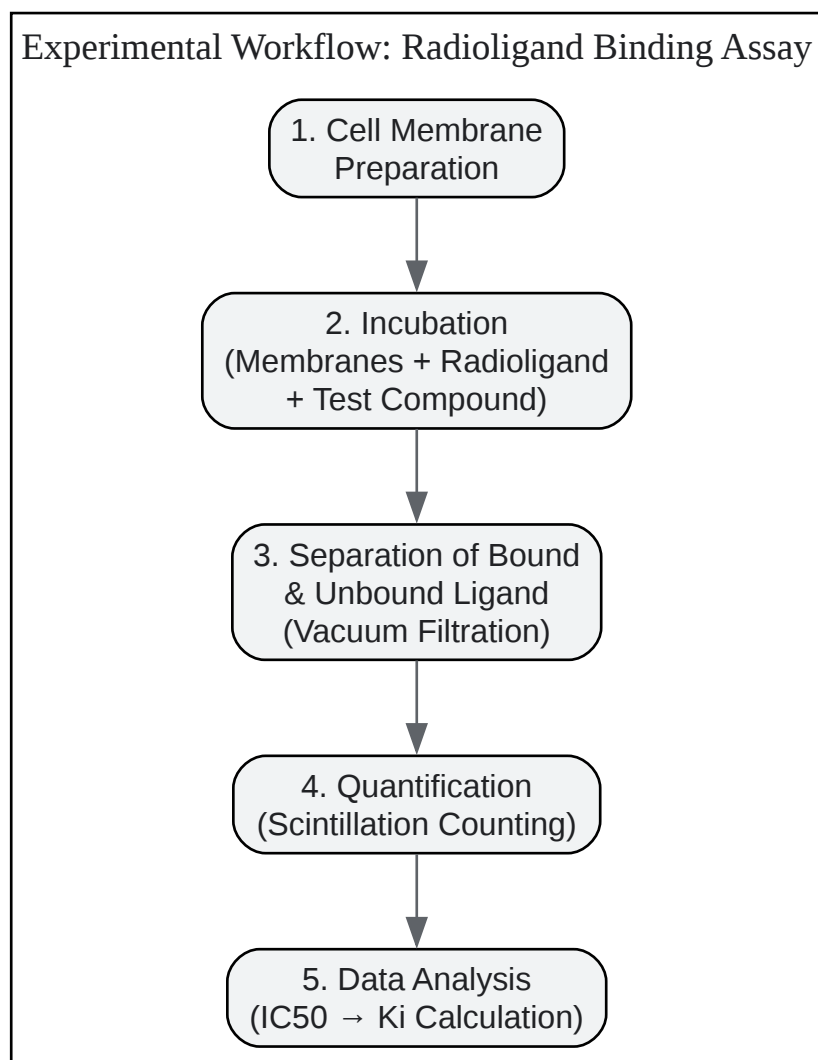 Experimental Workflow: Radioligand Binding Assay
1. Cell Membrane
Preparation
2. Incubation
(Membranes + Radioligand
+ Test Compound)
3. Separation of Bound
& Unbound Ligand
(Vacuum Filtration)
4. Quantification
(Scintillation Counting)
5. Data Analysis
(IC50 → Ki Calculation)